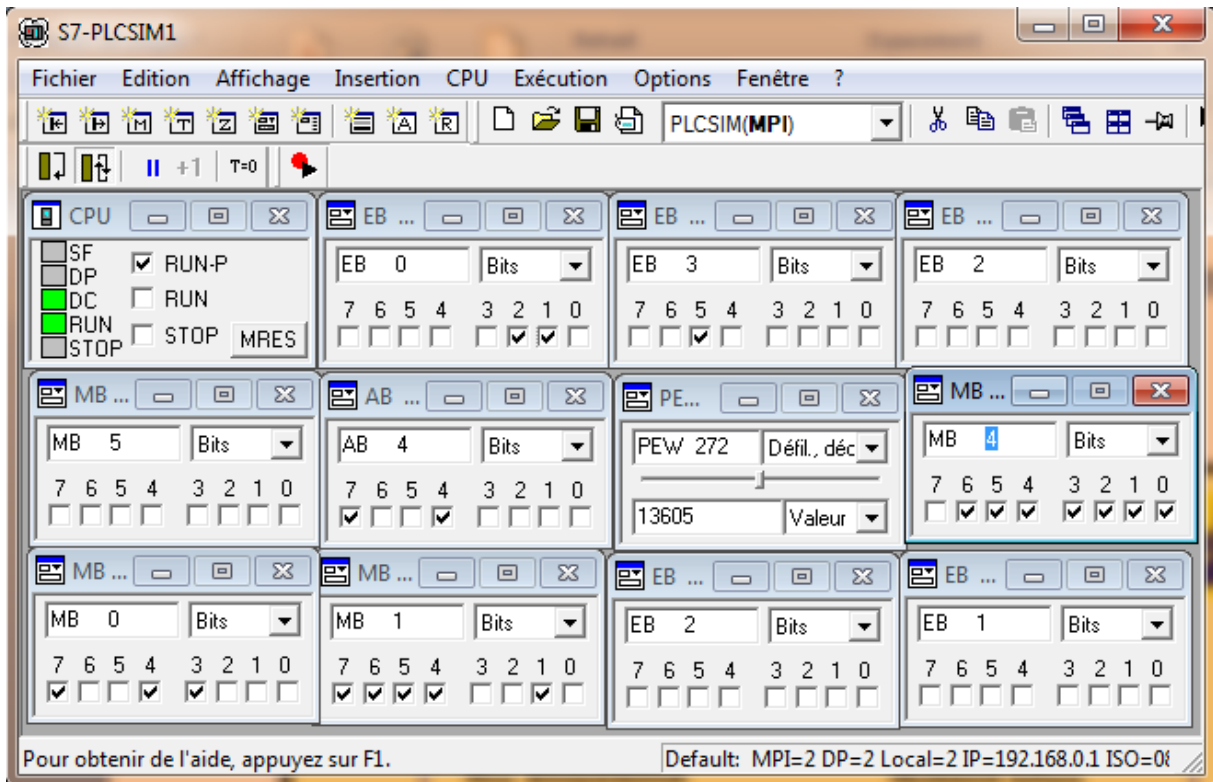 S7-PLCSIM1
Fichier Edition Affichage Insertion CPU Exécution Options Fenêtre ?
PLCSIM(MPI)
+1 T=0
CPU EB ... EB ... EB ...
SF
DP
DC
RUN
STOP
RUN-P
RUN
STOP MRES
EB 0 Bits
7 6 5 4 3 2 1 0
EB 3 Bits
7 6 5 4 3 2 1 0
EB 2 Bits
7 6 5 4 3 2 1 0
MB ... AB ... PE... MB ...
MB 5 Bits
7 6 5 4 3 2 1 0
AB 4 Bits
7 6 5 4 3 2 1 0
PEW 272 Défil., déc
13605 Valeur
MB 4 Bits
7 6 5 4 3 2 1 0
MB ... MB ... EB ... EB ...
MB 0 Bits
7 6 5 4 3 2 1 0
MB 1 Bits
7 6 5 4 3 2 1 0
EB 2 Bits
7 6 5 4 3 2 1 0
EB 1 Bits
7 6 5 4 3 2 1 0
Pour obtenir de l'aide, appuyez sur F1.
Default: MPI=2 DP=2 Local=2 IP=192.168.0.1 ISO=08